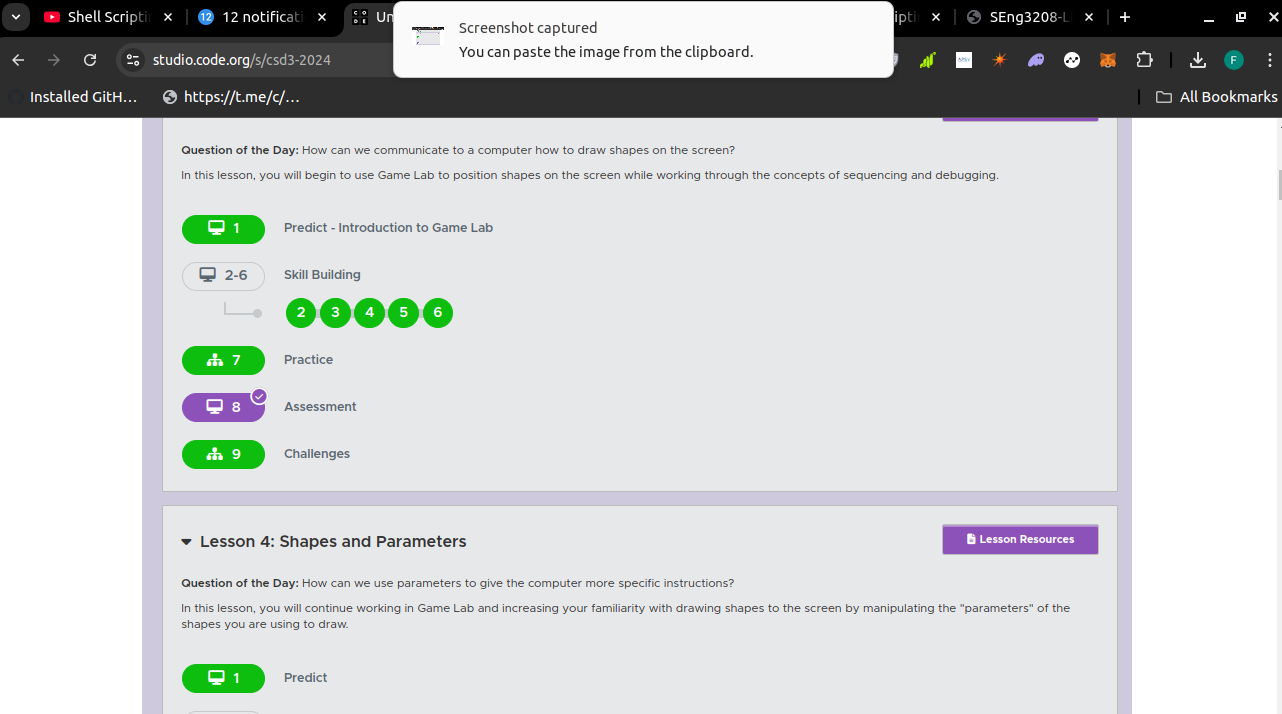 Shell Scripti
12
12 notificati
C O
D E
Un
Screenshot captured
You can paste the image from the clipboard.
ipti
SEng3208-L
studio.code.org/s/csd3-2024
F
Installed GitH...
https://t.me/c/...
All Bookmarks
Question of the Day: How can we communicate to a computer how to draw shapes on the screen?
In this lesson, you will begin to use Game Lab to position shapes on the screen while working through the concepts of sequencing and debugging.
1 Predict - Introduction to Game Lab
2-6 Skill Building
2 3 4 5 6
7 Practice
8 Assessment
9 Challenges
Lesson 4: Shapes and Parameters
Lesson Resources
Question of the Day: How can we use parameters to give the computer more specific instructions?
In this lesson, you will continue working in Game Lab and increasing your familiarity with drawing shapes to the screen by manipulating the "parameters" of the
shapes you are using to draw.
1 Predict